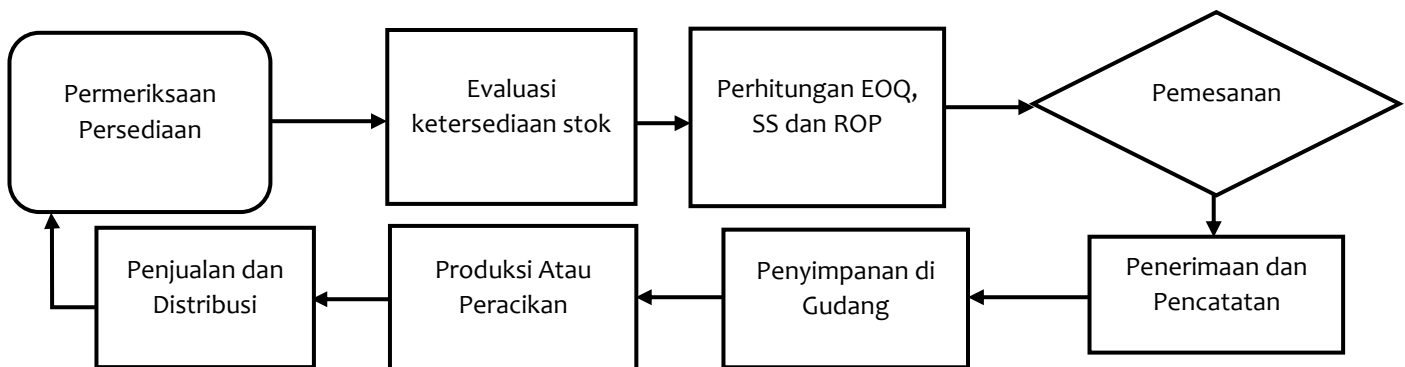 Permeriksaan
Persediaan
Evaluasi
ketersediaan stok
Perhitungan EOQ,
SS dan ROP
Pemesanan
Penerimaan dan
Pencatatan
Penyimpanan di
Gudang
Produksi Atau
Peracikan
Penjualan dan
Distribusi